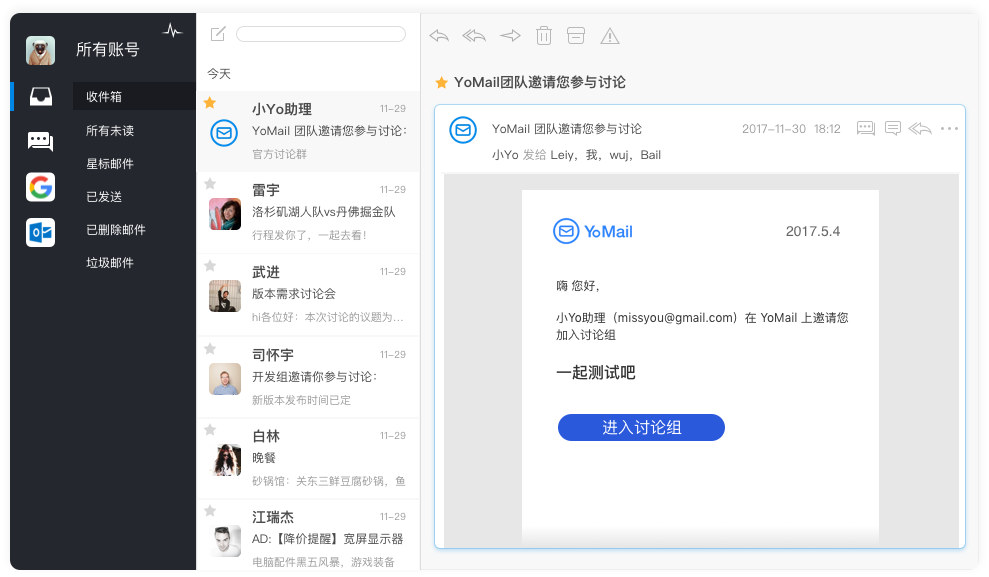 所有账号
收件箱
所有未读
星标邮件
已发送
已删除邮件
垃圾邮件
今天
小Yo助理 11-29
YoMail 团队邀请您参与讨论：
官方讨论群
雷宇 11-29
洛杉矶湖人队vs丹佛掘金队
行程发你了，一起去看！
武进 11-29
版本需求讨论会
hi各位好：本次讨论的议题为...
司怀宇 11-29
开发组邀请你参与讨论：
新版本发布时间已定
白林 11-29
晚餐
砂锅馆：关东三鲜豆腐砂锅，鱼
江瑞杰 11-29
AD:【降价提醒】宽屏显示器
电脑配件黑五风暴，游戏装备
YoMail团队邀请您参与讨论
YoMail 团队邀请您参与讨论 2017-11-30 18:12
小Yo 发给 Leiy，我，wuj，Bail
YoMail 2017.5.4
嗨 您好,
小Yo助理（missyou@gmail.com）在 YoMail 上邀请您
加入讨论组
一起测试吧
进入讨论组